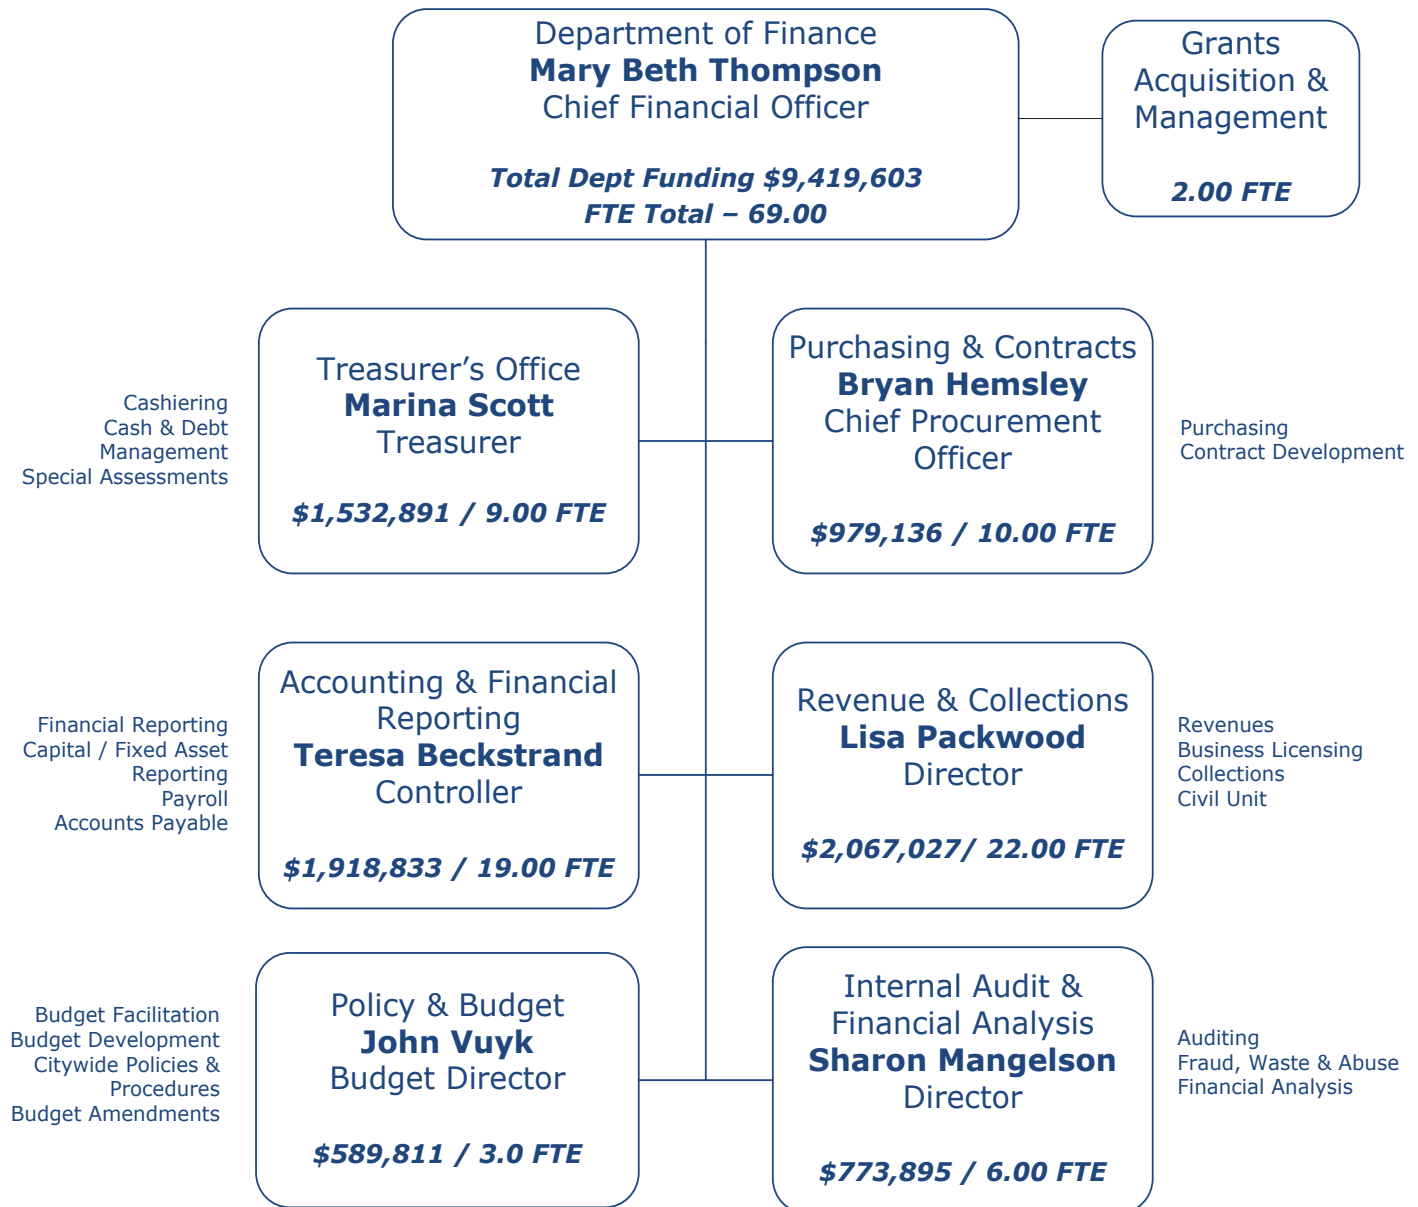 Department of Finance
Mary Beth Thompson
Chief Financial Officer
Total Dept Funding $9,419,603
FTE Total – 69.00
Grants
Acquisition &
Management
2.00 FTE
Cashiering
Cash & Debt
Management
Special Assessments
Treasurer’s Office
Marina Scott
Treasurer
$1,532,891 / 9.00 FTE
Purchasing & Contracts
Bryan Hemsley
Chief Procurement
Officer
$979,136 / 10.00 FTE
Purchasing
Contract Development
Financial Reporting
Capital / Fixed Asset
Reporting
Payroll
Accounts Payable
Accounting & Financial
Reporting
Teresa Beckstrand
Controller
$1,918,833 / 19.00 FTE
Revenue & Collections
Lisa Packwood
Director
$2,067,027/ 22.00 FTE
Revenues
Business Licensing
Collections
Civil Unit
Budget Facilitation
Budget Development
Citywide Policies &
Procedures
Budget Amendments
Policy & Budget
John Vuyk
Budget Director
$589,811 / 3.0 FTE
Internal Audit &
Financial Analysis
Sharon Mangelson
Director
$773,895 / 6.00 FTE
Auditing
Fraud, Waste & Abuse
Financial Analysis